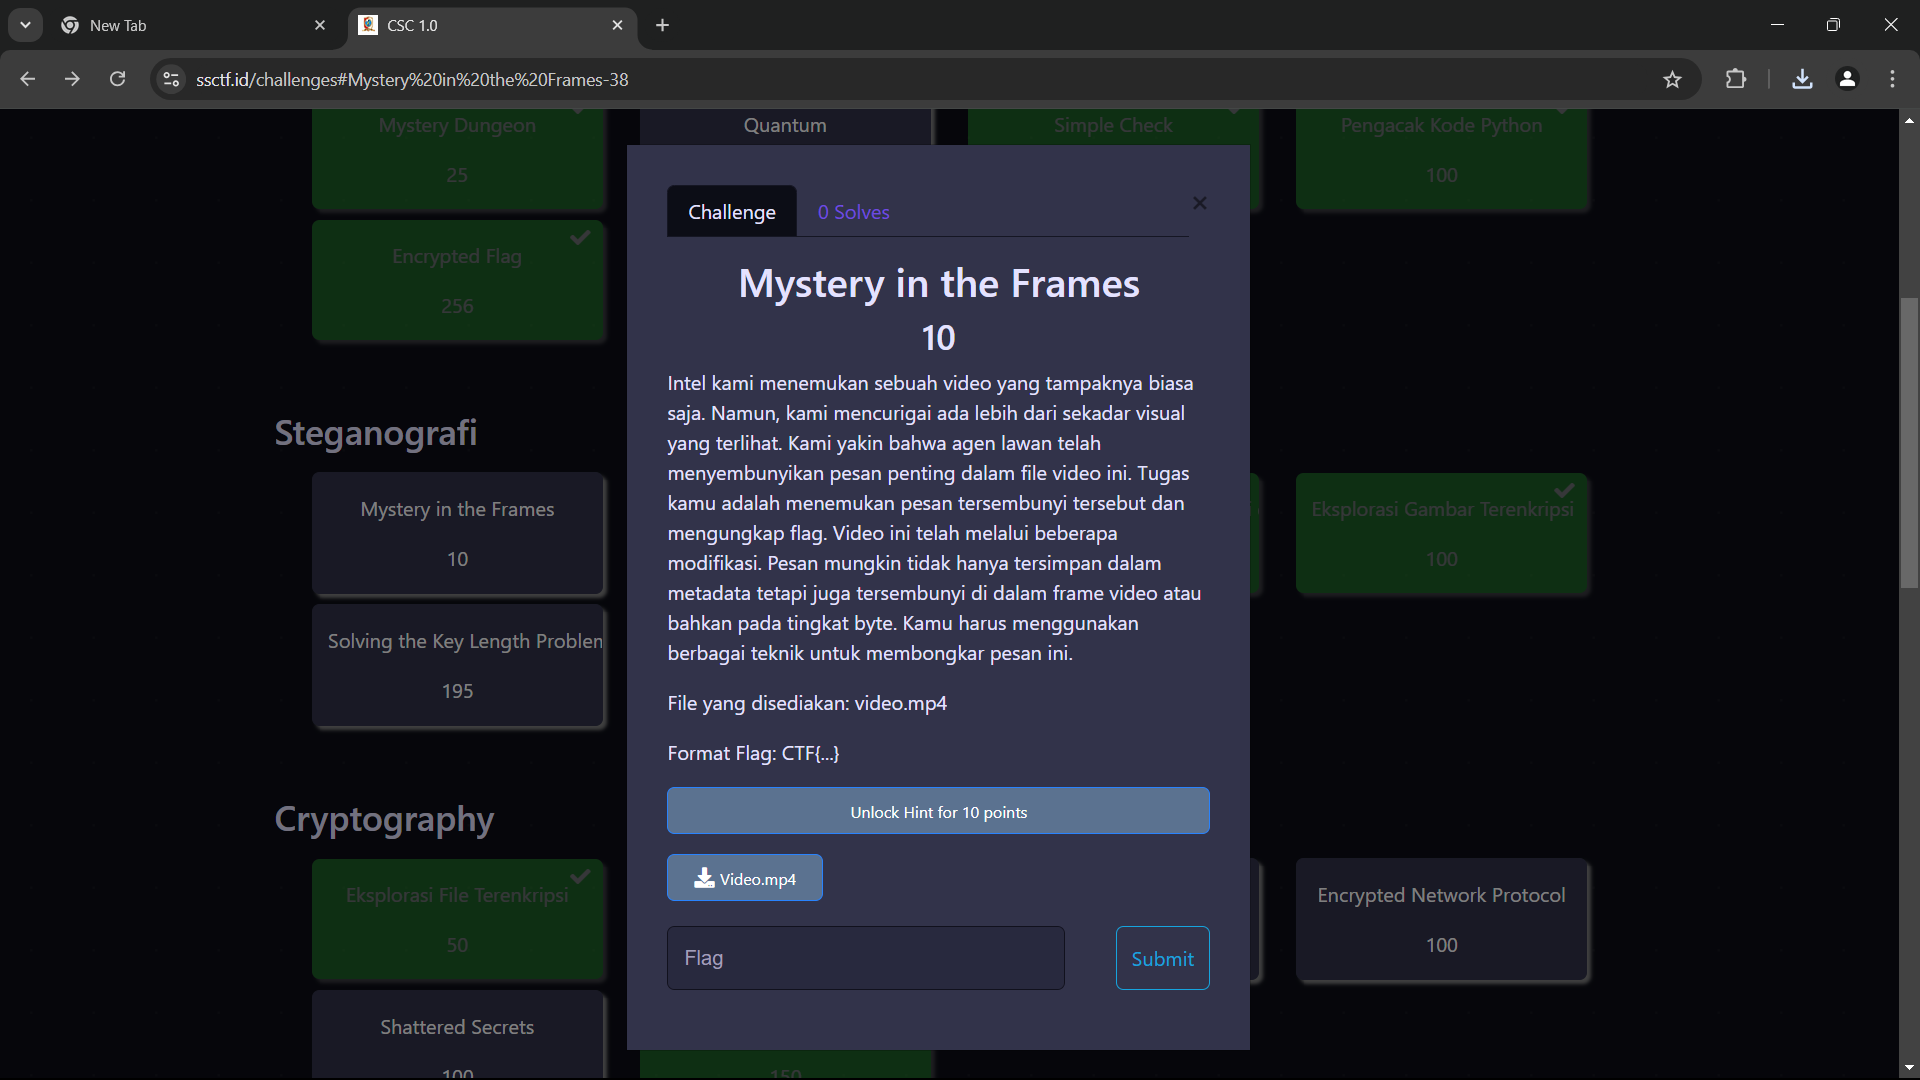 New Tab
CSC 1.0
ssctf.id/challenges#Mystery%20in%20the%20Frames-38
Mystery Dungeon
25
Quantum
Simple Check
Pengacak Kode Python
100
Encrypted Flag
256
Steganografi
Mystery in the Frames
10
Eksplorasi Gambar Terenkripsi
100
Solving the Key Length Problem
195
Cryptography
Eksplorasi File Terenkripsi
50
Encrypted Network Protocol
100
Shattered Secrets
100
150
Challenge
0 Solves
Mystery in the Frames
10
Intel kami menemukan sebuah video yang tampaknya biasa
saja. Namun, kami mencurigai ada lebih dari sekadar visual
yang terlihat. Kami yakin bahwa agen lawan telah
menyembunyikan pesan penting dalam file video ini. Tugas
kamu adalah menemukan pesan tersembunyi tersebut dan
mengungkap flag. Video ini telah melalui beberapa
modifikasi. Pesan mungkin tidak hanya tersimpan dalam
metadata tetapi juga tersembunyi di dalam frame video atau
bahkan pada tingkat byte. Kamu harus menggunakan
berbagai teknik untuk membongkar pesan ini.
File yang disediakan: video.mp4
Format Flag: CTF{...}
Unlock Hint for 10 points
Video.mp4
Flag
Submit